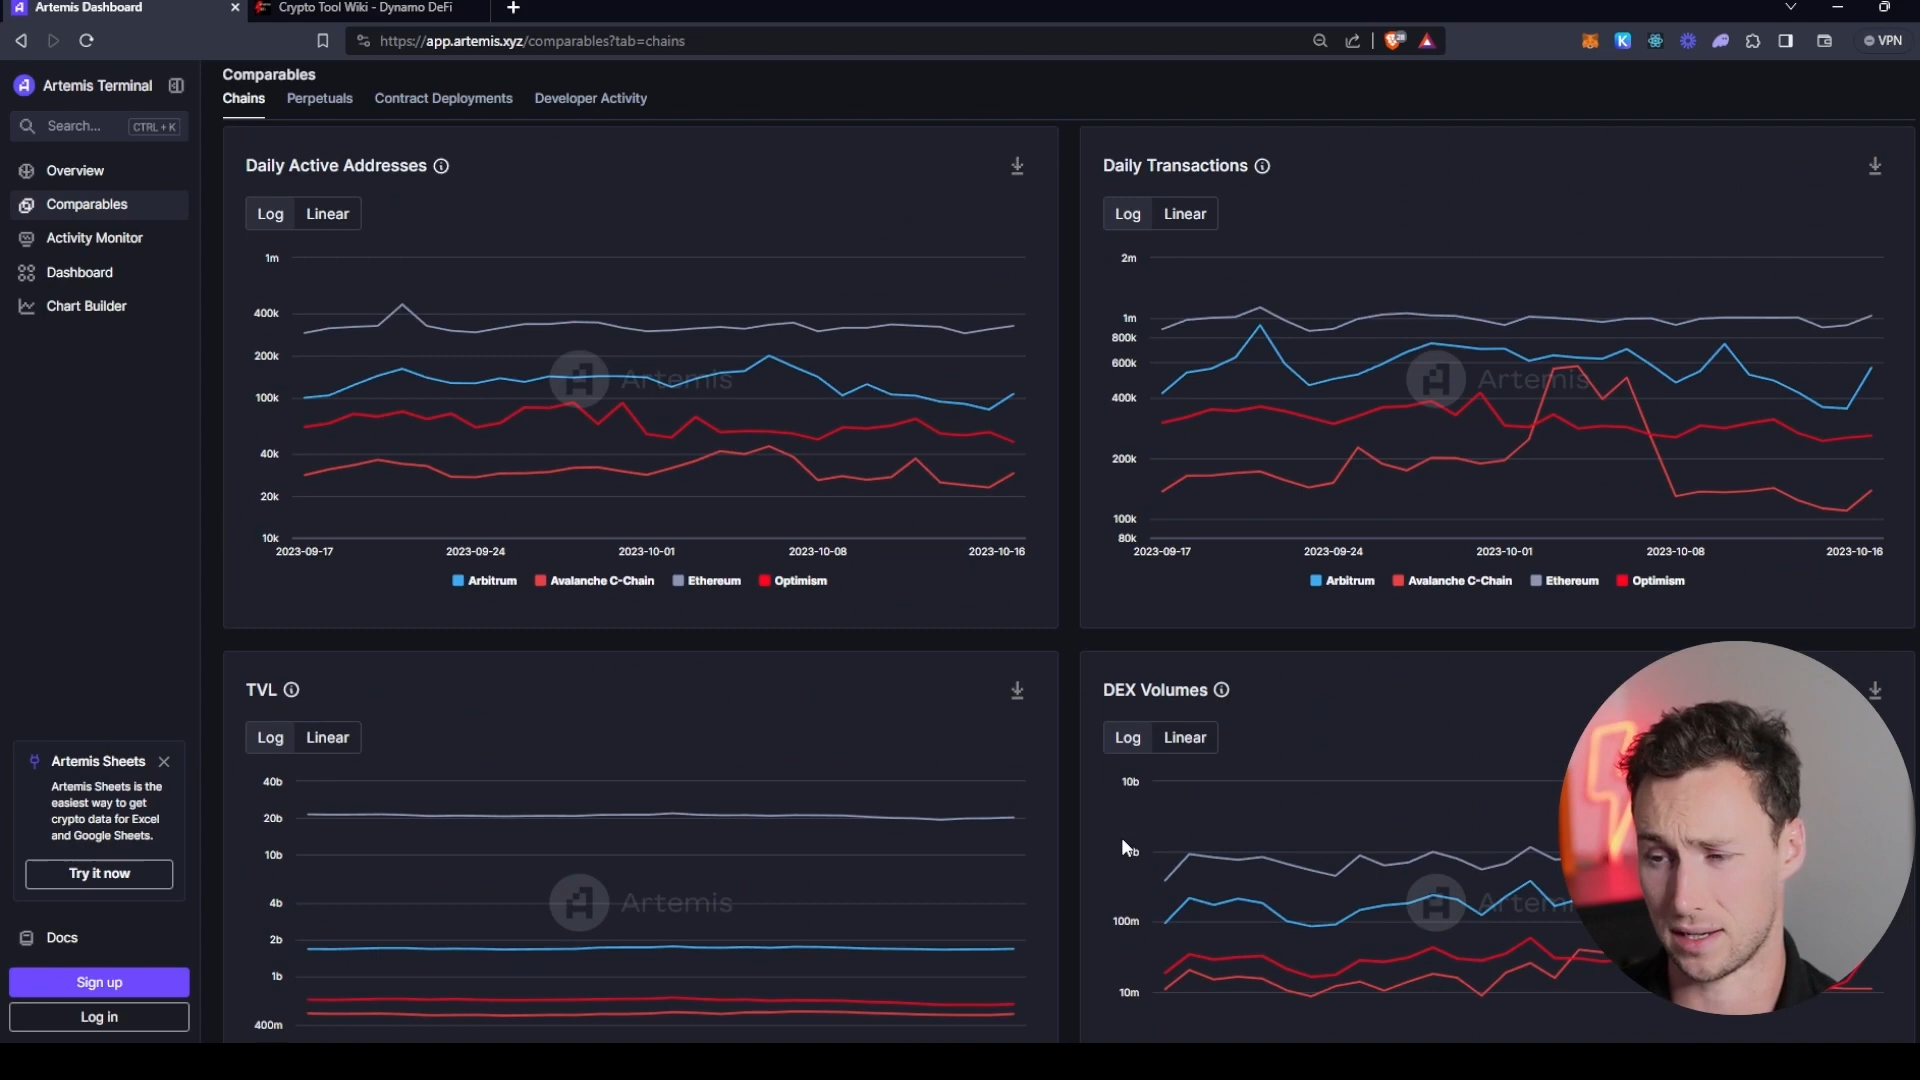 Artemis Dashboard
Crypto Tool Wiki - Dynamo DeFi
https://app.artemis.xyz/comparables?tab=chains
VPN
Artemis Terminal
Search...
CTRL + K
Overview
Comparables
Activity Monitor
Dashboard
Chart Builder
Artemis Sheets
Artemis Sheets is the
easiest way to get
crypto data for Excel
and Google Sheets.
Try it now
Docs
Sign up
Log in
Comparables
Chains
Perpetuals
Contract Deployments
Developer Activity
Daily Active Addresses
Log
Linear
1m
400k
200k
100k
40k
20k
10k
Artemis
2023-09-17
2023-09-24
2023-10-01
2023-10-08
2023-10-16
Arbitrum
Avalanche C-Chain
Ethereum
Optimism
Daily Transactions
Log
Linear
2m
1m
800k
600k
400k
200k
100k
80k
Artemis
2023-09-17
2023-09-24
2023-10-01
2023-10-08
2023-10-16
Arbitrum
Avalanche C-Chain
Ethereum
Optimism
TVL
Log
Linear
40b
20b
10b
4b
2b
1b
400m
Artemis
DEX Volumes
Log
Linear
10b
100m
10m